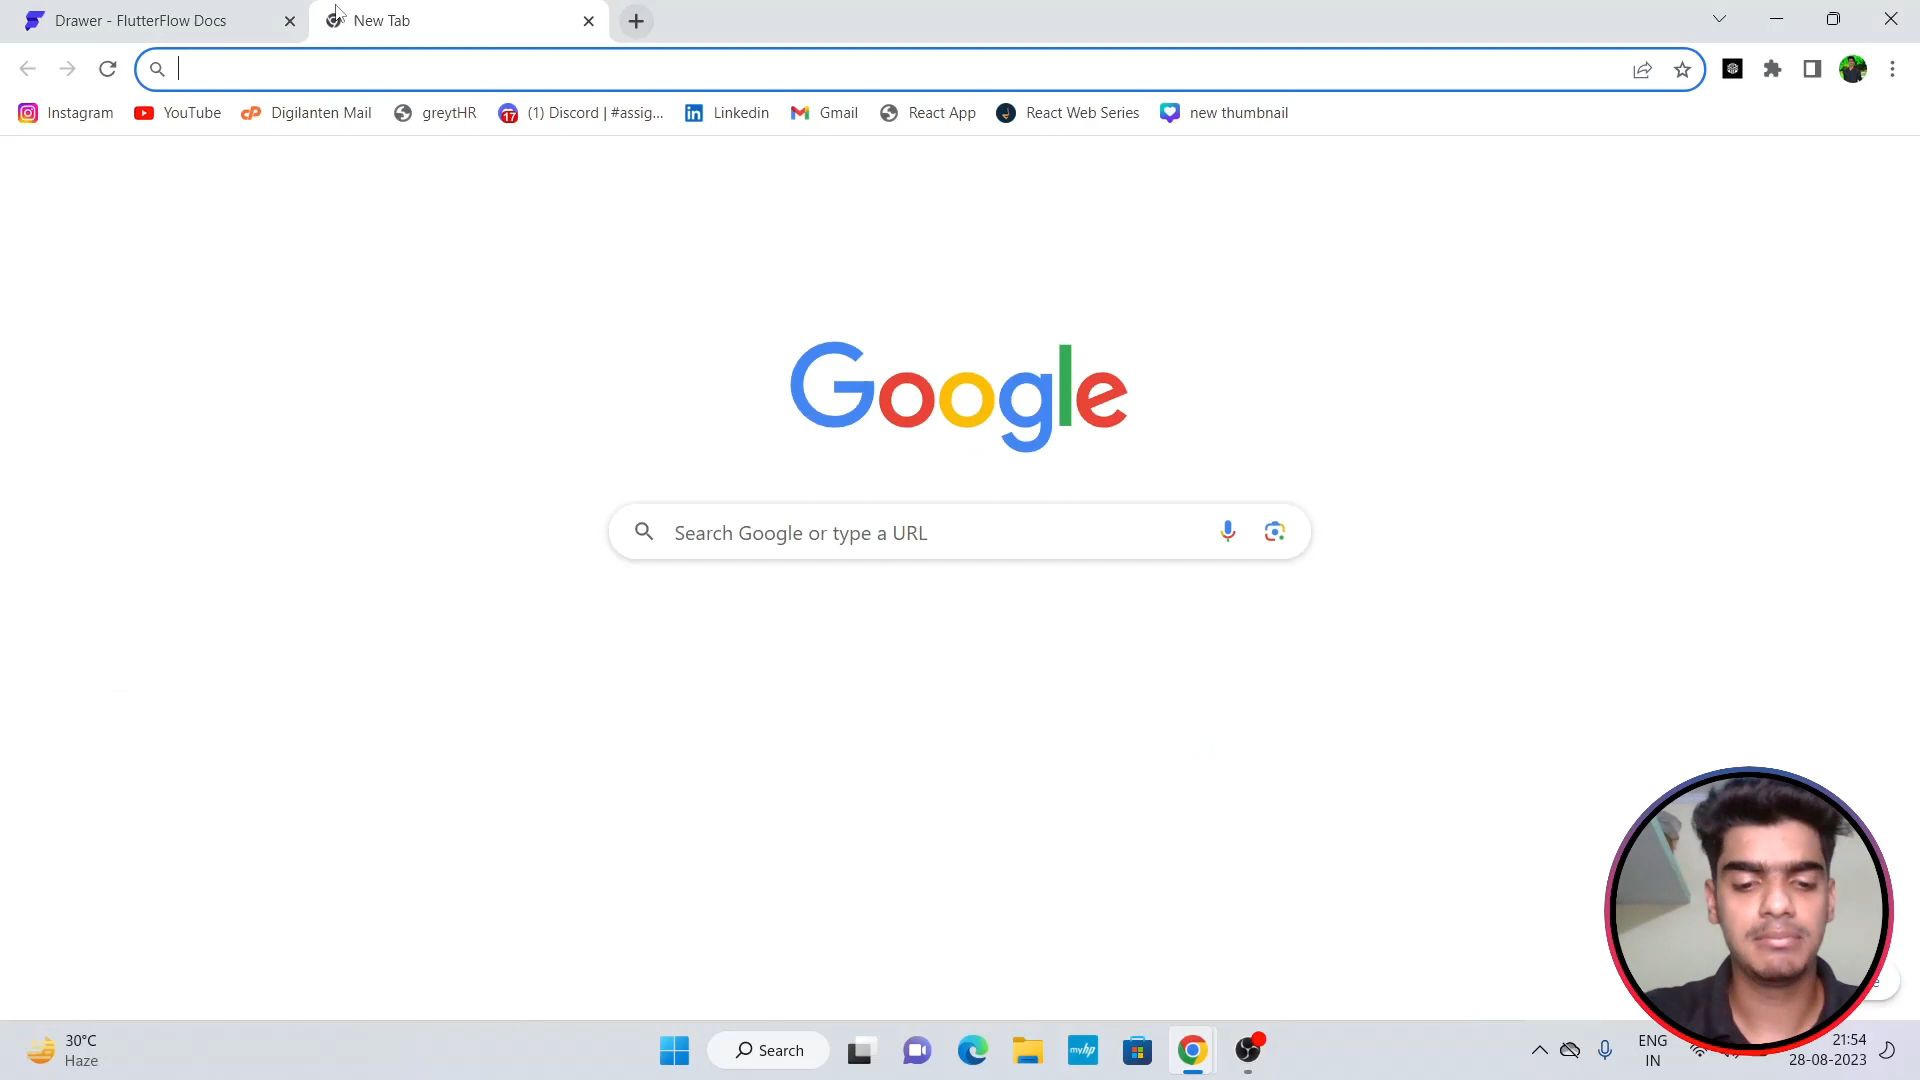 Drawer - FlutterFlow Docs
New Tab
Instagram
YouTube
Digilanten Mail
greytHR
17
(1) Discord | #assig...
Linkedin
Gmail
React App
React Web Series
new thumbnail
Google
Search Google or type a URL
30°C
Haze
Search
myhp
ENG
IN
21:54
28-08-2023